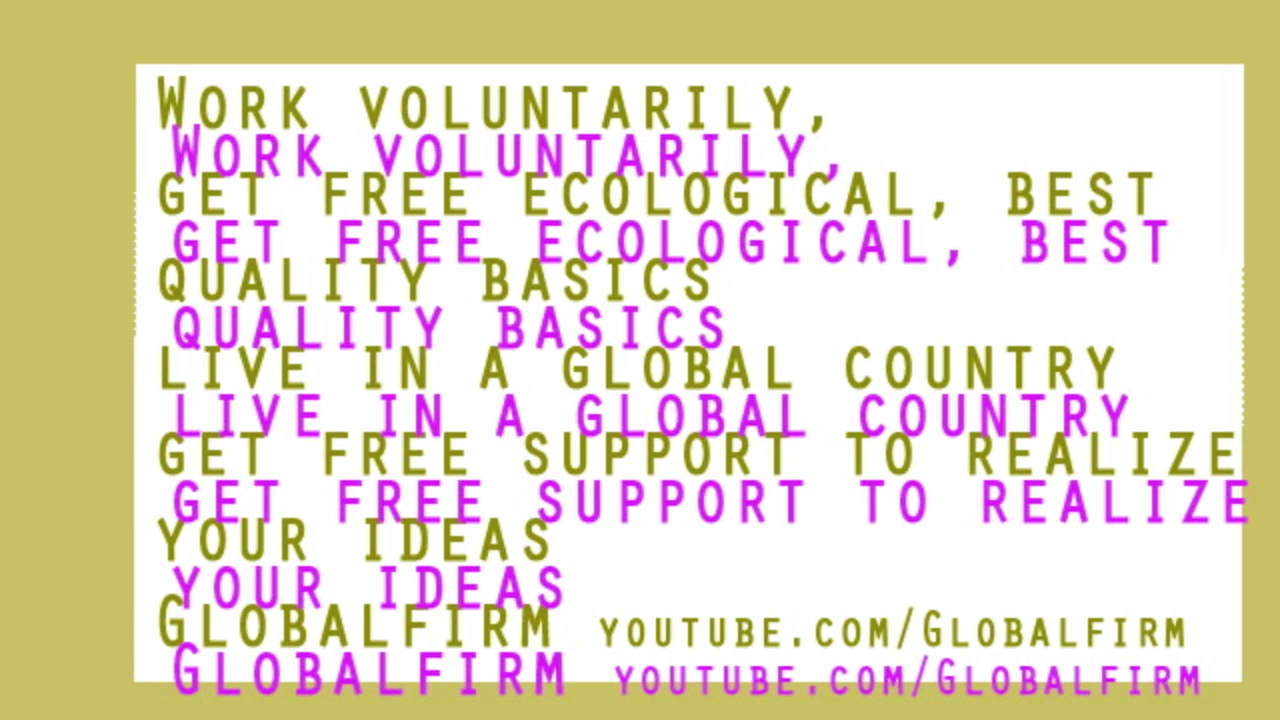 Work voluntarily,
Work voluntarily,
get free ecological, best
get free ecological, best
quality basics
quality basics
live in a global country
live in a global country
get free support to realize
get free support to realize
your ideas
your ideas
Globalfirm youtube.com/Globalfirm
Globalfirm youtube.com/Globalfirm